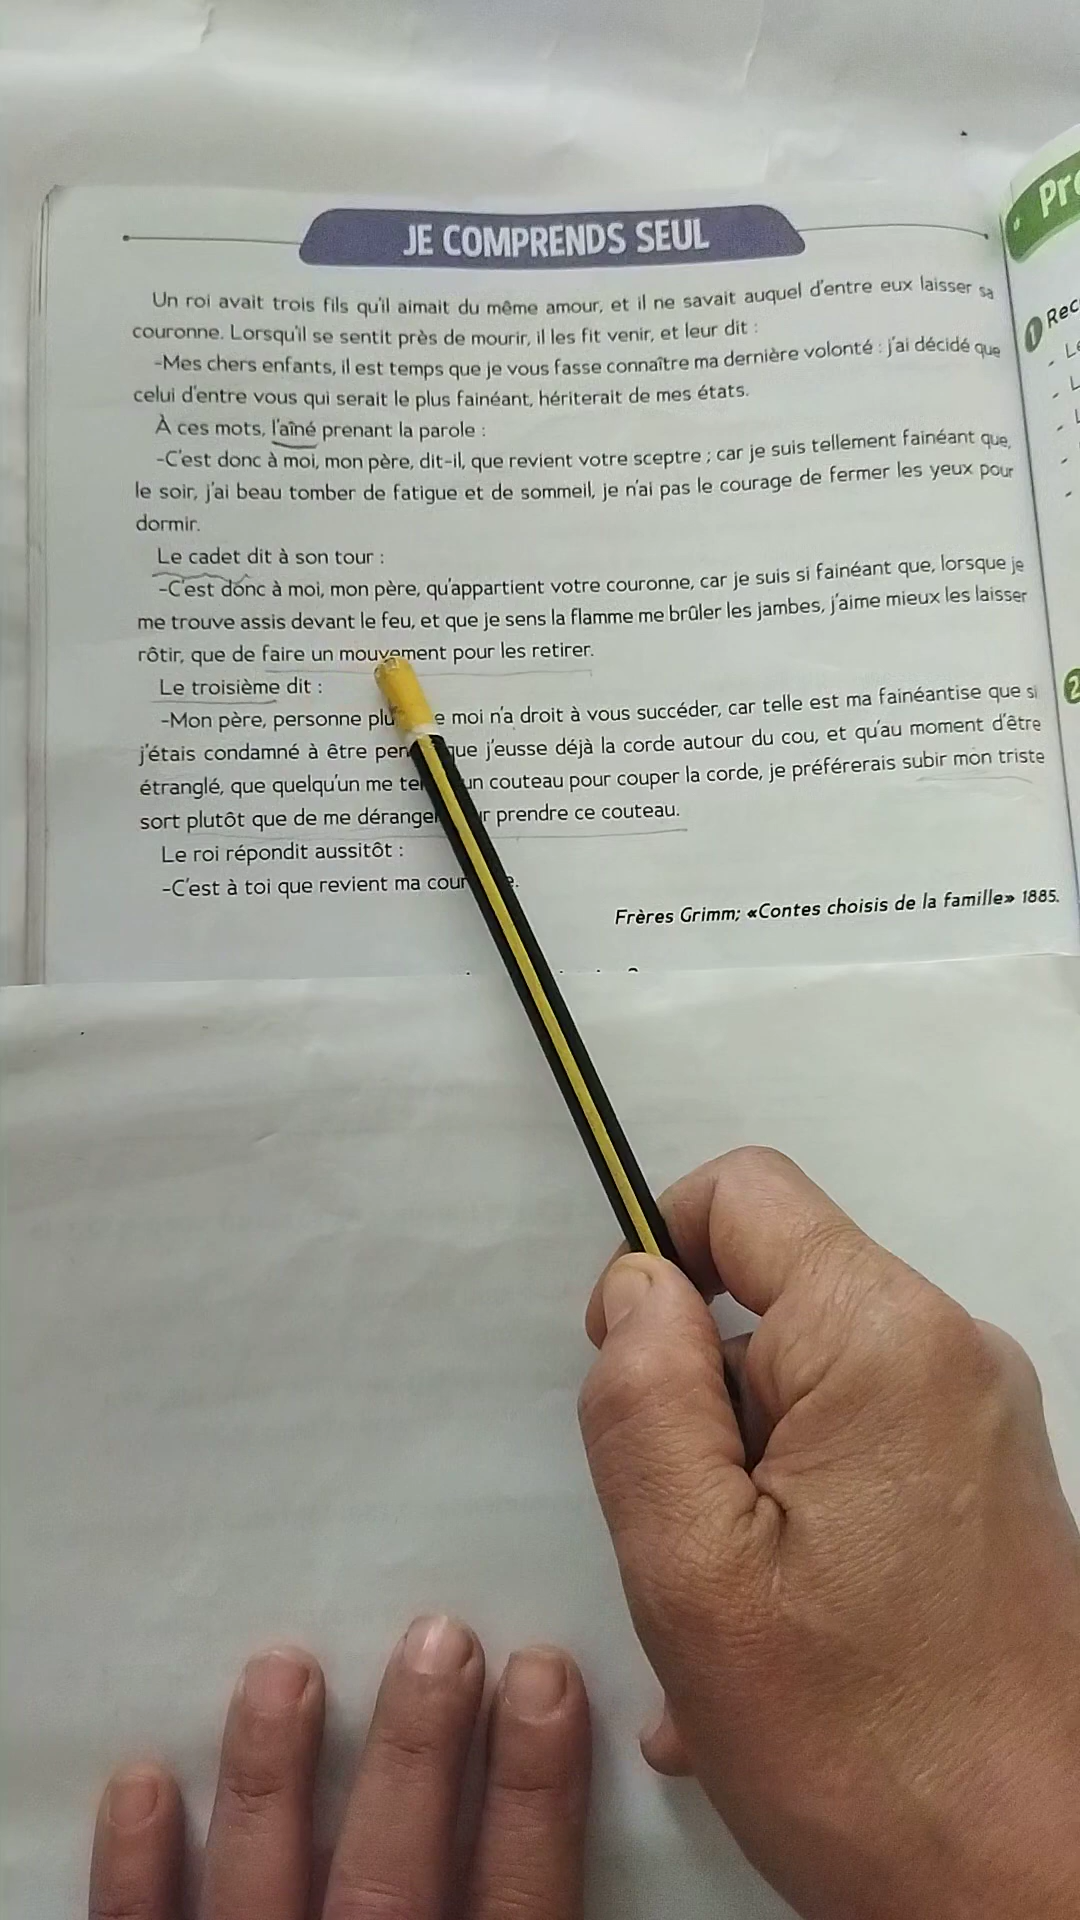 JE COMPRENDS SEUL
Un roi avait trois fils qu'il aimait du même amour, et il ne savait auquel d'entre eux laisser sa
couronne. Lorsqu'il se sentit près de mourir, il les fit venir, et leur dit :
-Mes chers enfants, il est temps que je vous fasse connaître ma dernière volonté : j'ai décidé que
celui d'entre vous qui serait le plus fainéant, hériterait de mes états.
À ces mots, l'aîné prenant la parole :
-C'est donc à moi, mon père, dit-il, que revient votre sceptre ; car je suis tellement fainéant que,
le soir, j'ai beau tomber de fatigue et de sommeil, je n'ai pas le courage de fermer les yeux pour
dormir.
Le cadet dit à son tour :
-C'est donc à moi, mon père, qu'appartient votre couronne, car je suis si fainéant que, lorsque je
me trouve assis devant le feu, et que je sens la flamme me brûler les jambes, j'aime mieux les laisser
rôtir, que de faire un mouvement pour les retirer.
Le troisième dit :
-Mon père, personne plu e moi n'a droit à vous succéder, car telle est ma fainéantise que si
j'étais condamné à être pen que j'eusse déjà la corde autour du cou, et qu'au moment d'être
étranglé, que quelqu'un me te un couteau pour couper la corde, je préférerais subir mon triste
sort plutôt que de me déranger r prendre ce couteau.
Le roi répondit aussitôt :
-C'est à toi que revient ma cour e.
Frères Grimm; «Contes choisis de la famille» 1885.
Pr
1 Rec
2